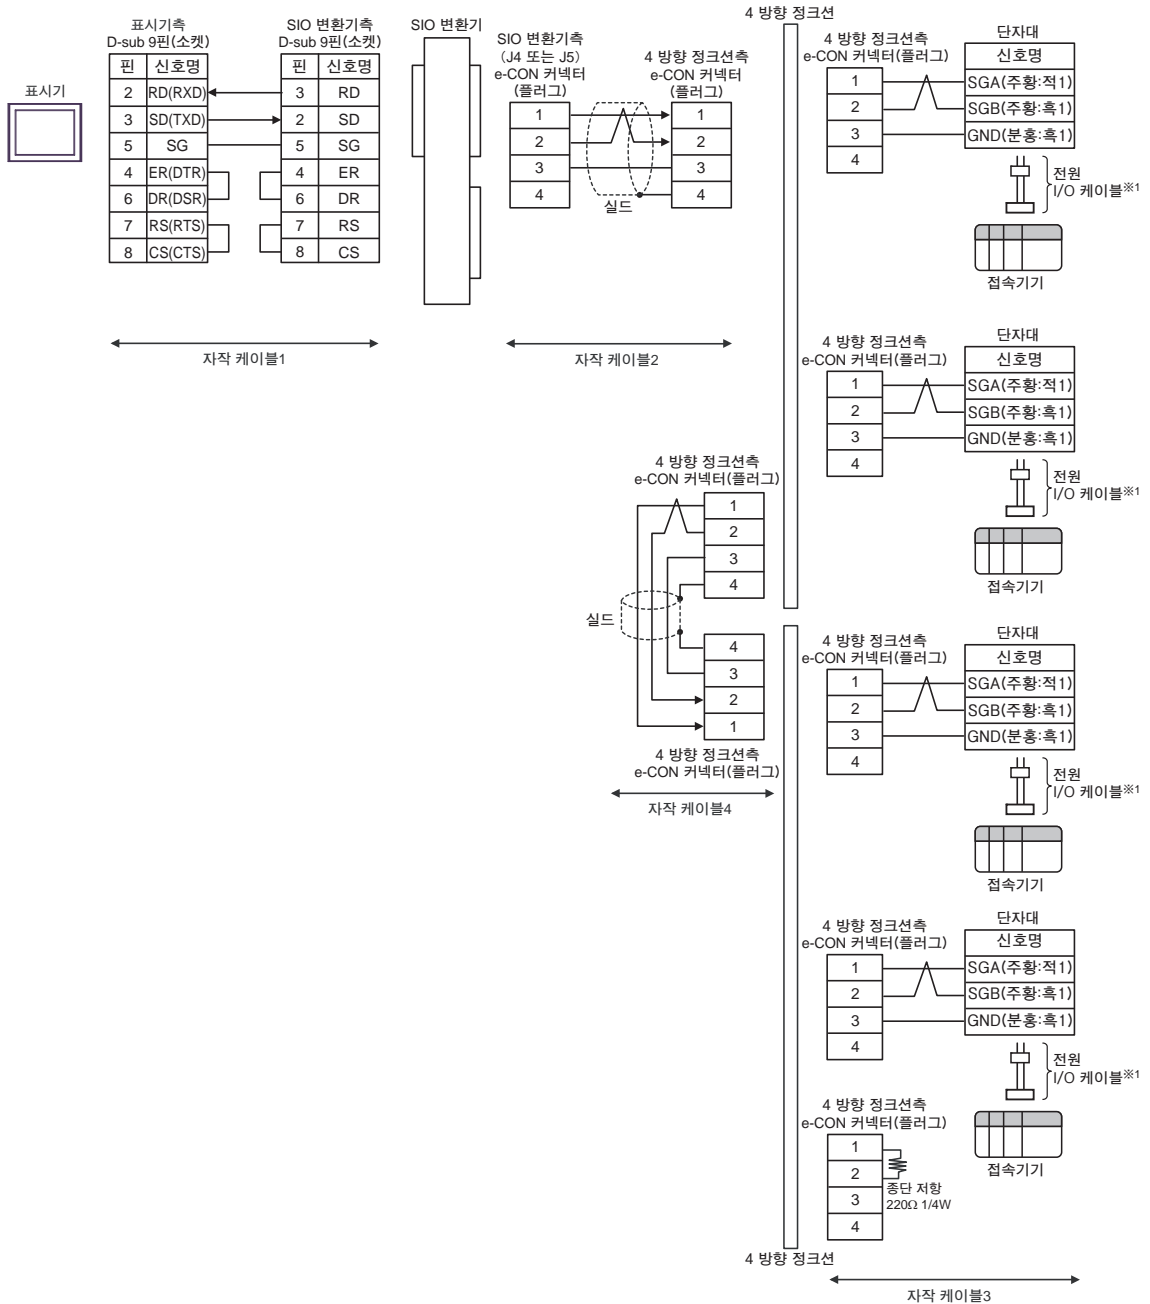 표시기
표시기측
D-sub 9핀(소켓)
핀 신호명
2 RD(RXD)
3 SD(TXD)
5 SG
4 ER(DTR)
6 DR(DSR)
7 RS(RTS)
8 CS(CTS)
SIO 변환기측
D-sub 9핀(소켓)
핀 신호명
3 RD
2 SD
5 SG
4 ER
6 DR
7 RS
8 CS
자작 케이블1
SIO 변환기
SIO 변환기측
(J4 또는 J5)
e-CON 커넥터
(플러그)
1
2
3
4
실드
4 방향 정크션측
e-CON 커넥터
(플러그)
1
2
3
4
자작 케이블2
4 방향 정크션
4 방향 정크션측
e-CON 커넥터(플러그)
1
2
3
4
단자대
신호명
SGA(주황:적1)
SGB(주황:흑1)
GND(분홍:흑1)
전원
I/O 케이블※1
접속기기
4 방향 정크션측
e-CON 커넥터(플러그)
1
2
3
4
단자대
신호명
SGA(주황:적1)
SGB(주황:흑1)
GND(분홍:흑1)
전원
I/O 케이블※1
접속기기
4 방향 정크션측
e-CON 커넥터(플러그)
1
2
3
4
실드
4
3
2
1
4 방향 정크션측
e-CON 커넥터(플러그)
자작 케이블4
4 방향 정크션측
e-CON 커넥터(플러그)
1
2
3
4
단자대
신호명
SGA(주황:적1)
SGB(주황:흑1)
GND(분홍:흑1)
전원
I/O 케이블※1
접속기기
4 방향 정크션측
e-CON 커넥터(플러그)
1
2
3
4
단자대
신호명
SGA(주황:적1)
SGB(주황:흑1)
GND(분홍:흑1)
전원
I/O 케이블※1
접속기기
4 방향 정크션측
e-CON 커넥터(플러그)
1
2
3
4
종단 저항
220Ω 1/4W
4 방향 정크션
자작 케이블3